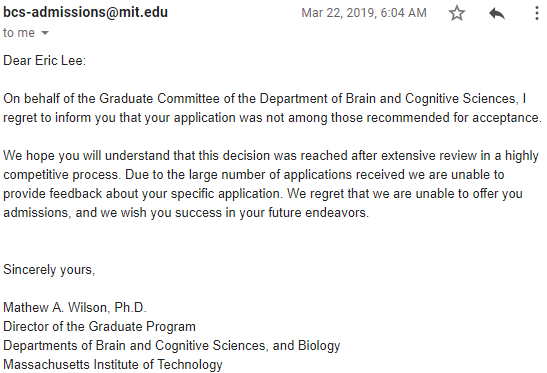 bcs-admissions@mit.edu Mar 22, 2019, 6:04 AM
to me
Dear Eric Lee:
On behalf of the Graduate Committee of the Department of Brain and Cognitive Sciences, I
regret to inform you that your application was not among those recommended for acceptance.
We hope you will understand that this decision was reached after extensive review in a highly
competitive process. Due to the large number of applications received we are unable to
provide feedback about your specific application. We regret that we are unable to offer you
admissions, and we wish you success in your future endeavors.
Sincerely yours,
Mathew A. Wilson, Ph.D.
Director of the Graduate Program
Departments of Brain and Cognitive Sciences, and Biology
Massachusetts Institute of Technology